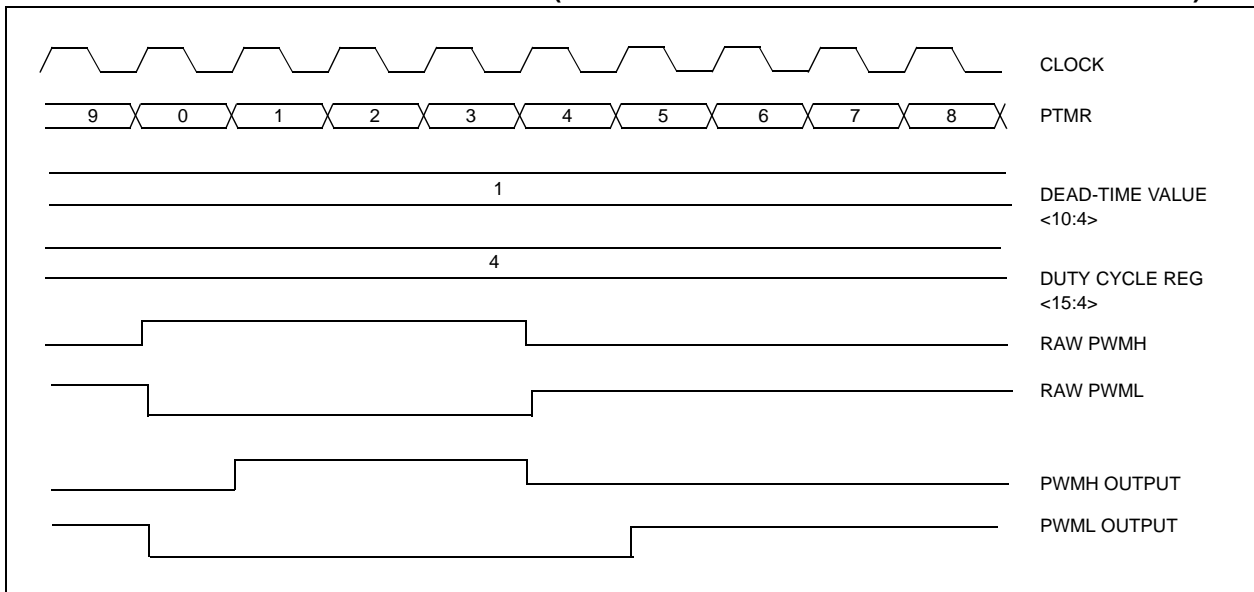 CLOCK
9 0 1 2 3 4 5 6 7 8 PTMR
1
DEAD-TIME VALUE
<10:4>
4
DUTY CYCLE REG
<15:4>
RAW PWMH
RAW PWML
PWMH OUTPUT
PWML OUTPUT